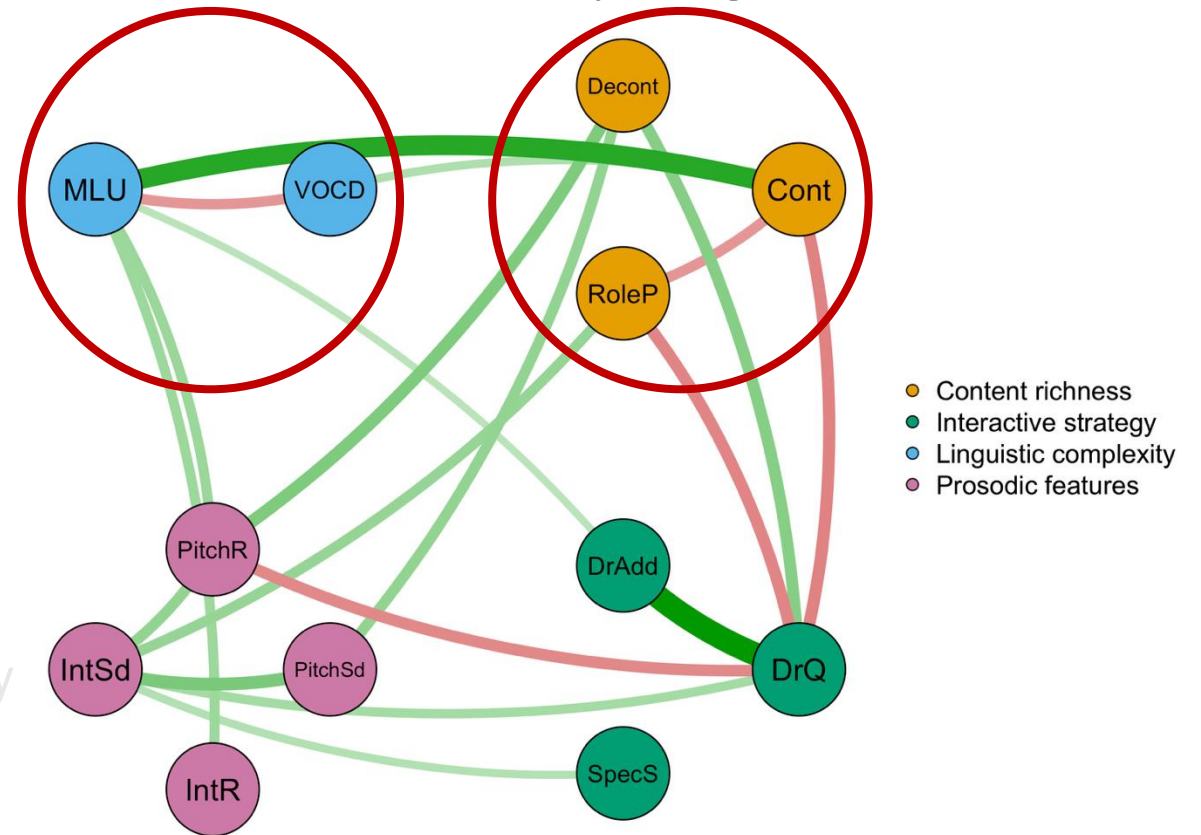 Decont
MLU
VOCD
Cont
RoleP
PitchR
DrAdd
IntSd
PitchSd
DrQ
IntR
SpecS
Content richness
Interactive strategy
Linguistic complexity
Prosodic features